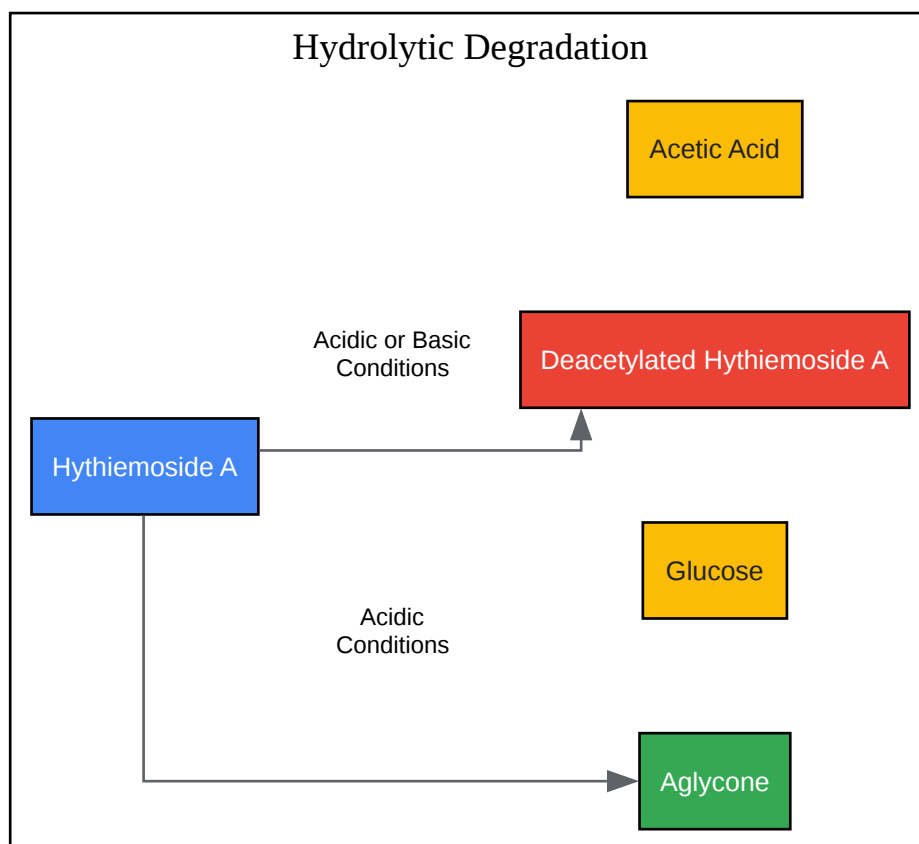 Hydrolytic Degradation
Acetic Acid
Acidic or Basic
Conditions
Deacetylated Hythiemoside A
Hythiemoside A
Glucose
Acidic
Conditions
Aglycone